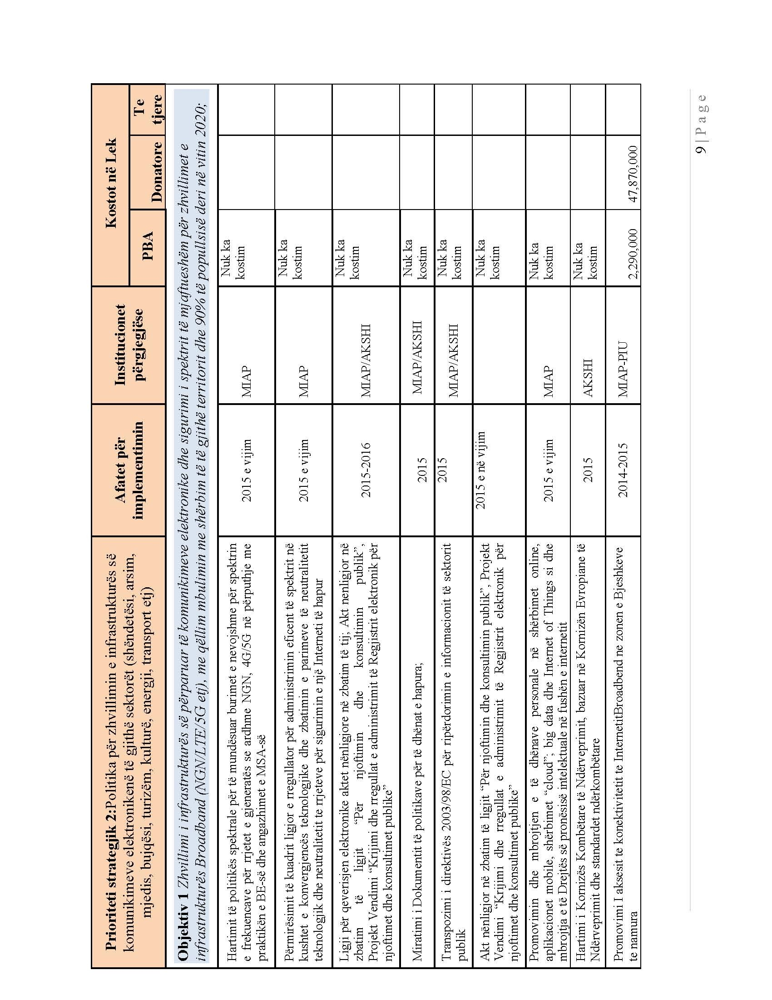 Prioriteti strategjik 2:Politika për zhvillimin e infrastrukturës së
komunikimeve elektronikenë të gjithë sektorët (shëndetësi, arsim,
mjedis, bujqësi, turizëm, kulturë, energji, transport etj)
Afatet për
implementimin
Institucionet
përgjegjëse
Kostot në Lek
PBA
Donatore
Te
tjere
Objektiv 1 Zhvillimi i infrastrukturës së përparuar të komunikimeve elektronike dhe sigurimi i spektrit të mjaftueshëm për zhvillimet e
infrastrukturës Broadband (NGN/LTE/5G etj), me qëllim mbulimin me shërbim të të gjithë territorit dhe 90% të popullsisë deri në vitin 2020;
Hartimit të politikës spektrale për të mundësuar burimet e nevojshme për spektrin
e frekuencave për rrjetet e gjeneratës se ardhme NGN, 4G/5G në përputhje me
praktikën e BE-së dhe angazhimet e MSA-së
2015 e vijim
MIAP
Nuk ka
kostim
Përmirësimit të kuadrit ligjor e rregullator për administrimin eficent të spektrit në
kushtet e konvergjencës teknologjike dhe zbatimin e parimeve të neutralitetit
teknologjik dhe neutralitetit te rrjeteve për sigurimin e një Interneti të hapur
2015 e vijim
MIAP
Nuk ka
kostim
Ligji për qeverisjen elektronike aktet nënligjore në zbatim të tij; Akt nenligjor në
zbatim të ligjit “Për njoftimin dhe konsultimin publik”,
Projekt Vendimi “Krijimi dhe rregullat e administrimit të Regjistrit elektronik për
njoftimet dhe konsultimet publike”
2015-2016
MIAP/AKSHI
Nuk ka
kostim
Miratimi i Dokumentit të politikave për të dhënat e hapura;
2015
MIAP/AKSHI
Nuk ka
kostim
Transpozimi i direktivës 2003/98/EC për ripërdorimin e informacionit të sektorit
publik
2015
MIAP/AKSHI
Nuk ka
kostim
Akt nënligjor në zbatim të ligjit “Për njoftimin dhe konsultimin publik”, Projekt
Vendimi “Krijimi dhe rregullat e administrimit të Regjistrit elektronik për
njoftimet dhe konsultimet publike”
2015 e në vijim
Nuk ka
kostim
Promovimin dhe mbrojtjen e të dhënave personale në shërbimet online,
aplikacionet mobile, shërbimet “cloud”; big data dhe Internet of Things si dhe
mbrojtja e të Drejtës së pronësisë intelektuale në fushën e internetit
2015 e vijim
MIAP
Nuk ka
kostim
Hartimi i Kornizës Kombëtare të Ndërveprimit, bazuar në Kornizën Evropiane të
Ndërveprimit dhe standardet ndërkombëtare
2015
AKSHI
Nuk ka
kostim
Promovimi I aksesit te konektivitetit te InternetitBroadbend ne zonen e Bjeshkeve
te namura
2014-2015
MIAP-PIU
2,290,000
47,870,000
9 | P a g e